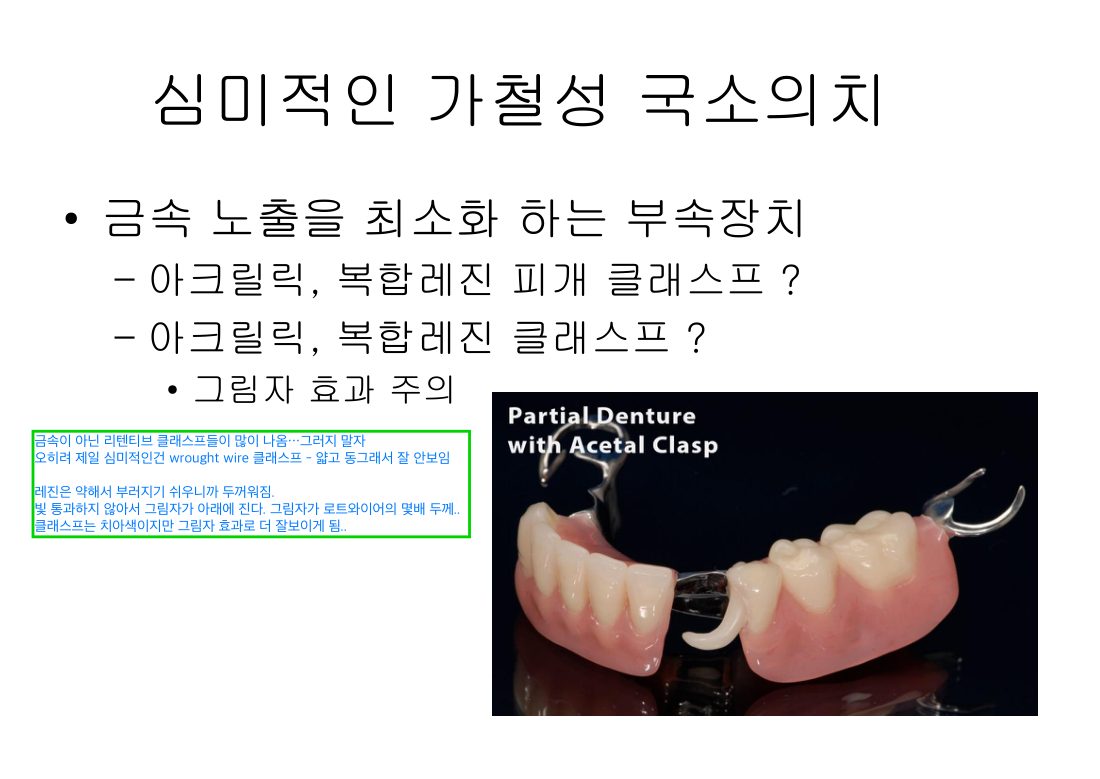 심미적인 가철성 국소의치
• 금속 노출을 최소화 하는 부속장치
– 아크릴릭, 복합레진 피개 클래스프 ?
– 아크릴릭, 복합레진 클래스프 ?
• 그림자 효과 주의
Partial Denture
with Acetal Clasp
금속이 아닌 리텐티브 클래스프들이 많이 나옴…그러지 말자
오히려 제일 심미적인건 wrought wire 클래스프 - 얇고 동그래서 잘 안보임
레진은 약해서 부러지기 쉬우니까 두꺼워짐.
빛 통과하지 않아서 그림자가 아래에 진다. 그림자가 로트와이어의 몇배 두께..
클래스프는 치아색이지만 그림자 효과로 더 잘보이게 됨..